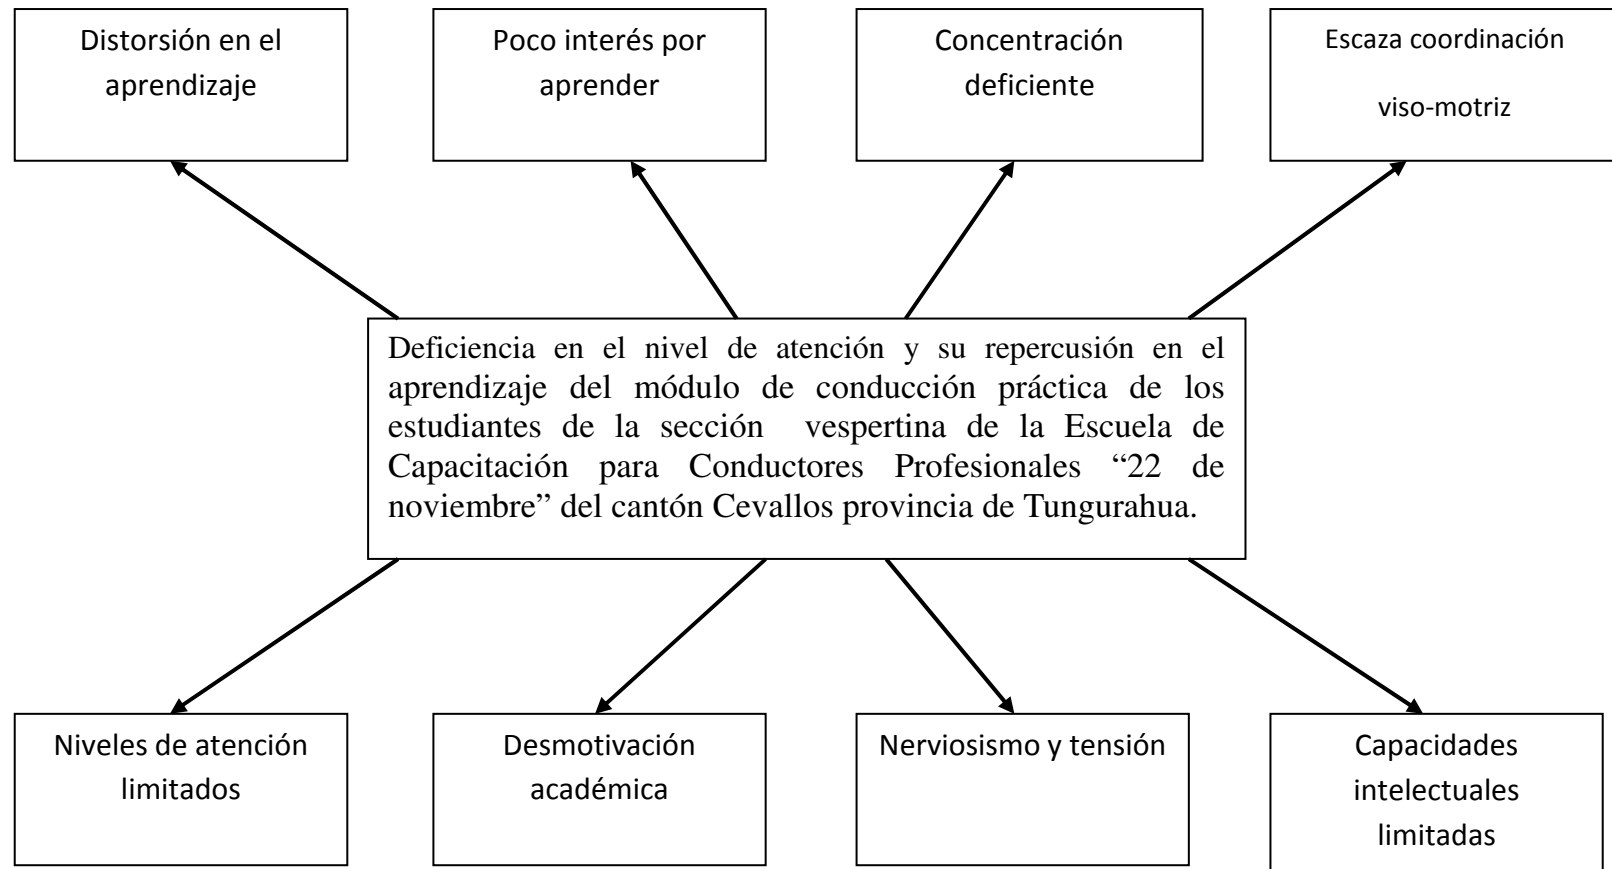 Distorsión en el
aprendizaje
Poco interés por
aprender
Concentración
deficiente
Escaza coordinación
viso-motriz
Deficiencia en el nivel de atención y su repercusión en el
aprendizaje del módulo de conducción práctica de los
estudiantes de la sección vespertina de la Escuela de
Capacitación para Conductores Profesionales “22 de
noviembre” del cantón Cevallos provincia de Tungurahua.
Niveles de atención
limitados
Desmotivación
académica
Nerviosismo y tensión
Capacidades
intelectuales
limitadas